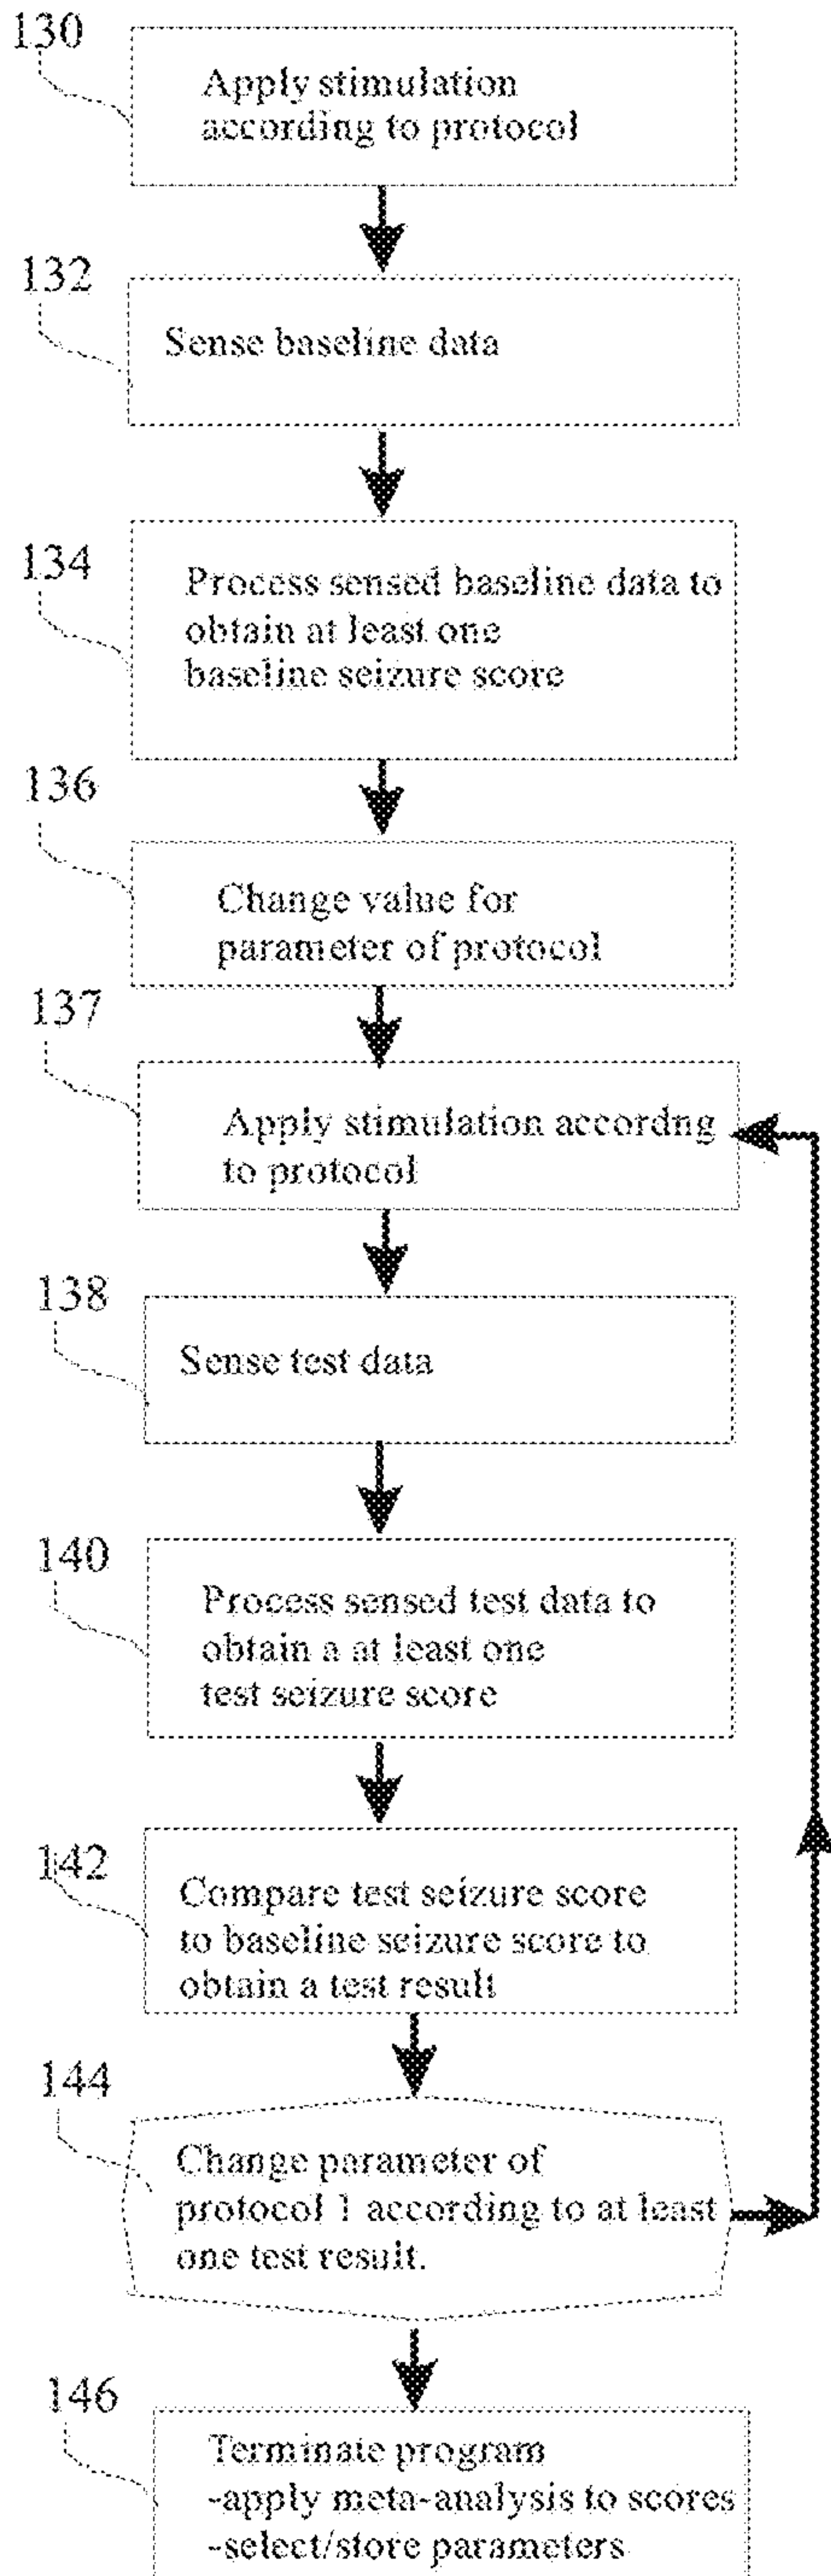 130
Apply stimulation
according to protocol
132
Sense baseline data
134
Process sensed baseline data to
obtain at least one
baseline seizure score
136
Change value for
parameter of protocol
137
Apply stimulation accordng
to protocol
138
Sense test data
140
Process sensed test data to
obtain a at least one
test seizure score
142
Compare test seizure score
to baseline seizure score to
obtain a test result
144
Change parameter of
protocol 1 according to at least
one test result.
146
Terminate program
-apply meta-analysis to scores
-select/store parameters